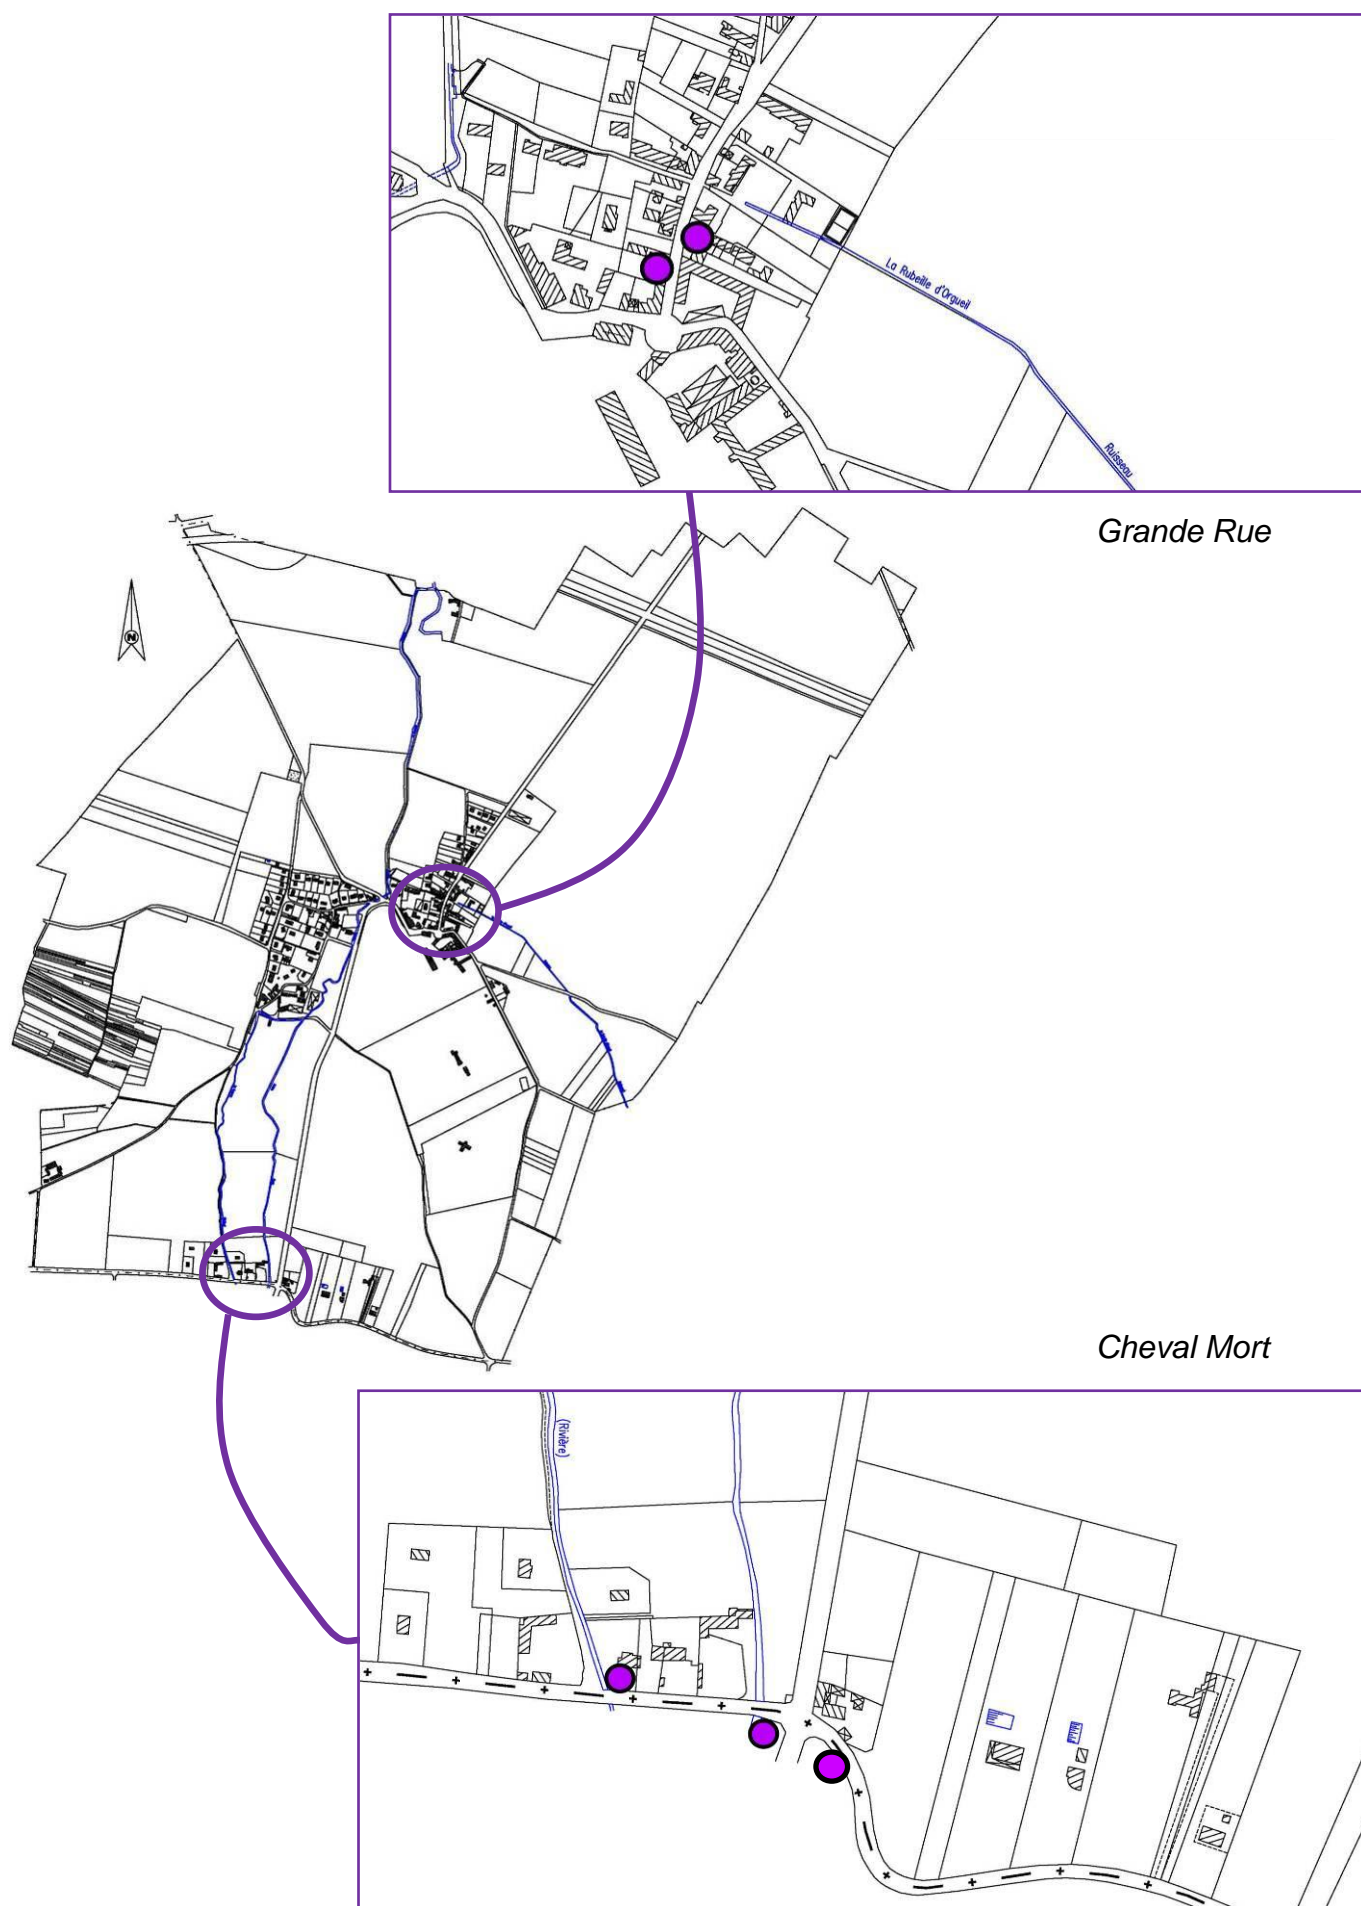 La Rubeille d'Orgueil
Ruisseau
Grande Rue
N
Cheval Mort
(Rivière)